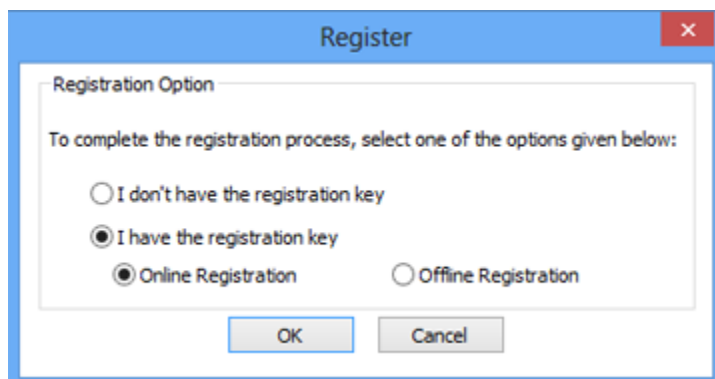 Register
Registration Option
To complete the registration process, select one of the options given below:
I don't have the registration key
I have the registration key
Online Registration Offline Registration
OK Cancel